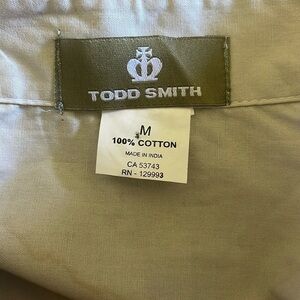 TODD SMITH
M
100% COTTON
MADE IN INDIA
CA 53743
RN - 129993